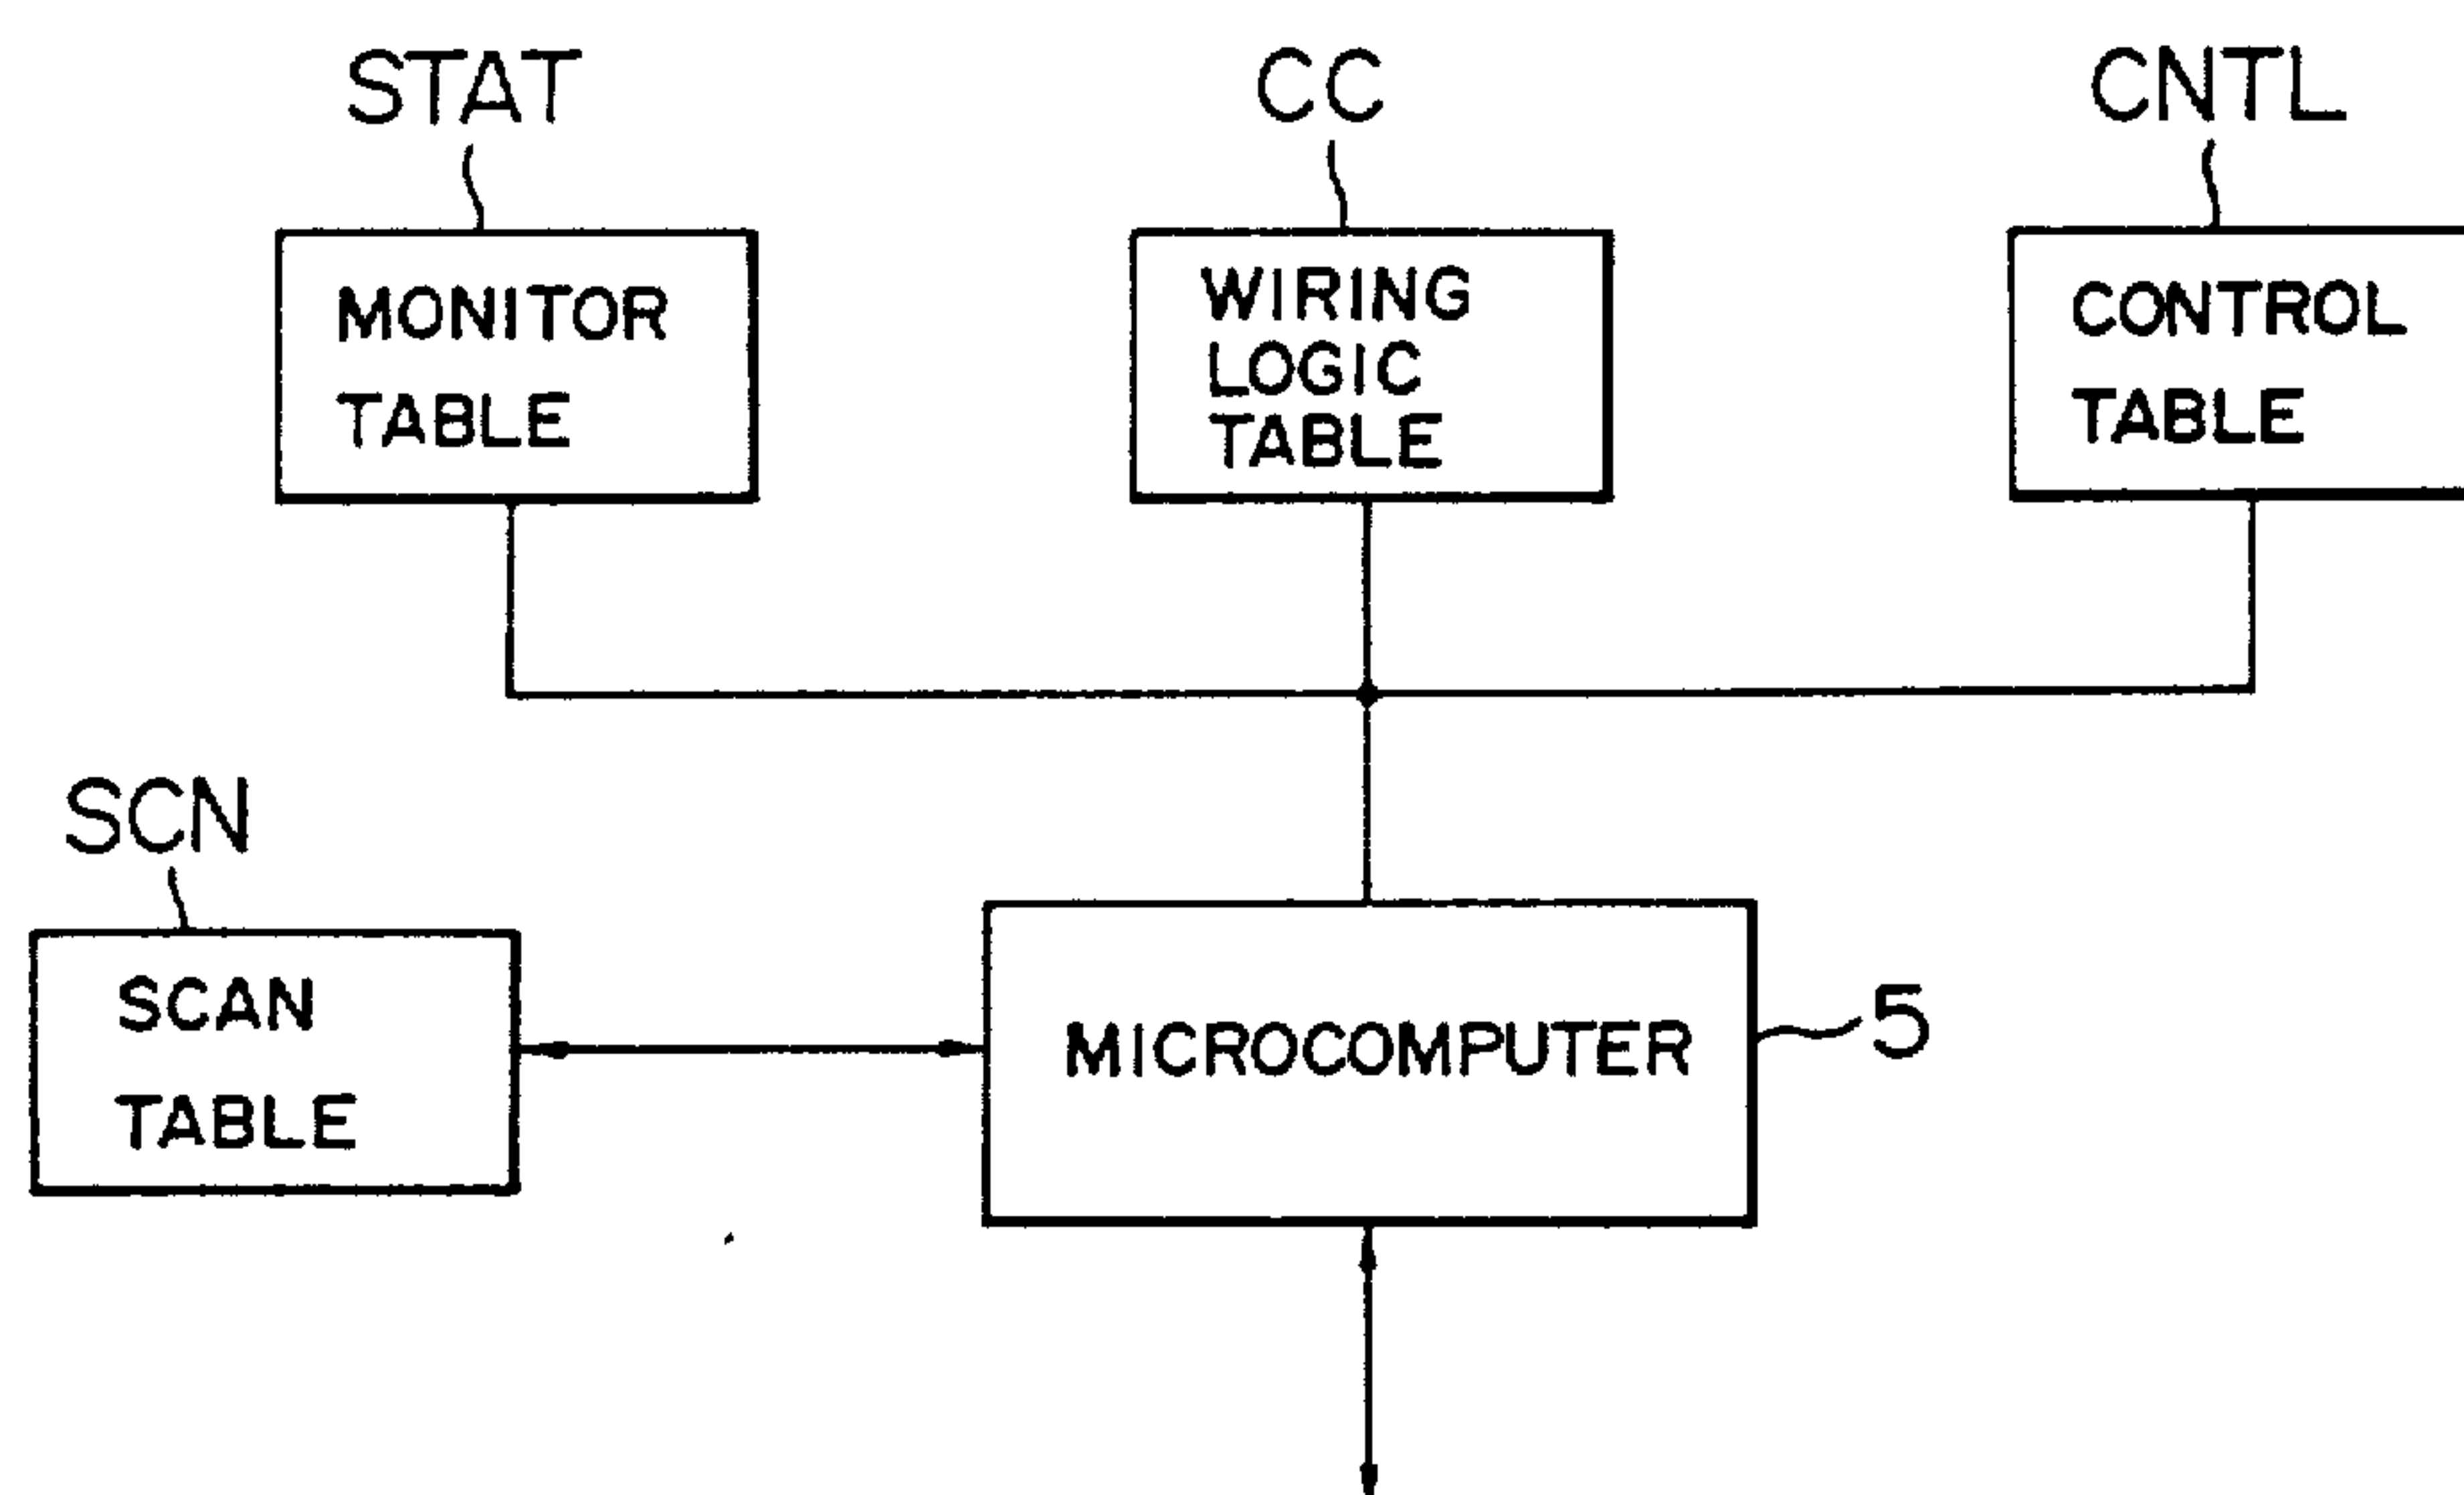 STAT
CC
CNTL
MONITOR
TABLE
WIRING
LOGIC
TABLE
CONTROL
TABLE
SCN
SCAN
TABLE
MICROCOMPUTER
5